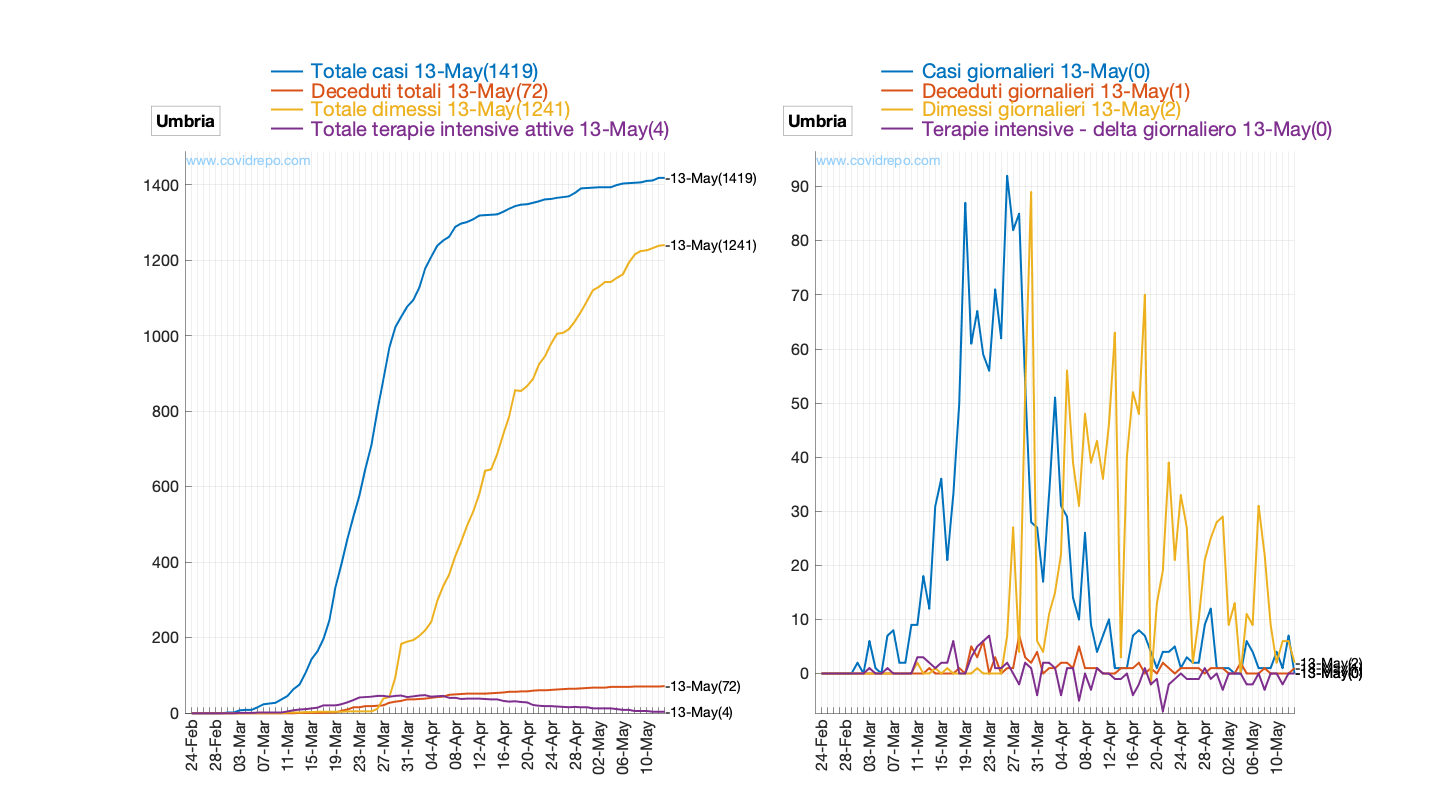 Totale casi 13-May(1419)
Deceduti totali 13-May(72)
Totale dimessi 13-May(1241)
Totale terapie intensive attive 13-May(4)
Umbria
www.covidrepo.com
1400
1200
1000
800
600
400
200
0
-13-May(1419)
-13-May(1241)
-13-May(72)
-13-May(4)
24-Feb
28-Feb
03-Mar
07-Mar
11-Mar
15-Mar
19-Mar
23-Mar
27-Mar
31-Mar
04-Apr
08-Apr
12-Apr
16-Apr
20-Apr
24-Apr
28-Apr
02-May
06-May
10-May
Casi giornalieri 13-May(0)
Deceduti giornalieri 13-May(1)
Dimessi giornalieri 13-May(2)
Terapie intensive - delta giornaliero 13-May(0)
Umbria
www.covidrepo.com
90
80
70
60
50
40
30
20
10
0
-13-May(2)
-13-May(0)
24-Feb
28-Feb
03-Mar
07-Mar
11-Mar
15-Mar
19-Mar
23-Mar
27-Mar
31-Mar
04-Apr
08-Apr
12-Apr
16-Apr
20-Apr
24-Apr
28-Apr
02-May
06-May
10-May